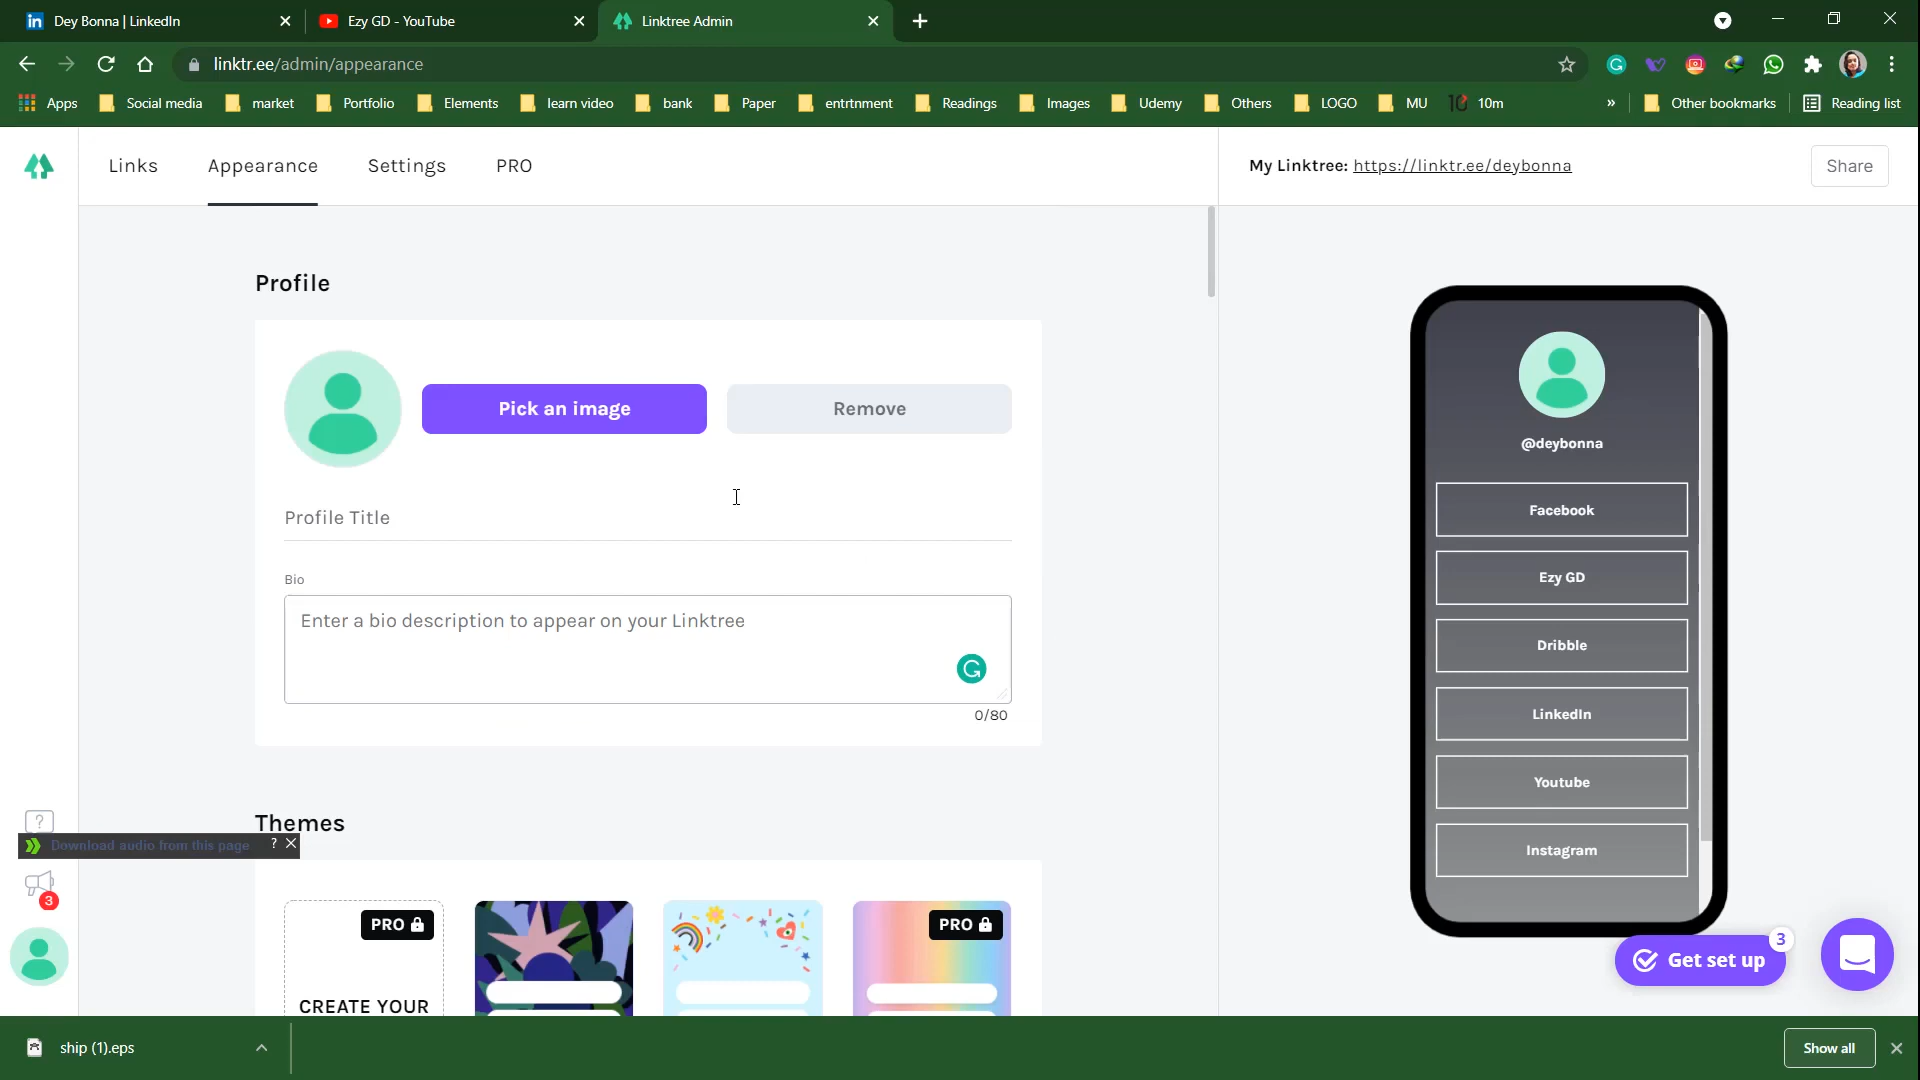 Dey Bonna | LinkedIn
Ezy GD - YouTube
Linktree Admin
linktr.ee/admin/appearance
Apps
Social media
market
Portfolio
Elements
learn video
bank
Paper
entrtnment
Readings
Images
Udemy
Others
LOGO
MU
10m
»
Other bookmarks
Reading list
Links
Appearance
Settings
PRO
My Linktree: https://linktr.ee/deybonna
Share
Profile
Pick an image
Remove
Profile Title
Bio
Enter a bio description to appear on your Linktree
0/80
Themes
PRO
CREATE YOUR
PRO
@deybonna
Facebook
Ezy GD
Dribble
LinkedIn
Youtube
Instagram
Download audio from this page
?
3
Get set up
3
ship (1).eps
Show all